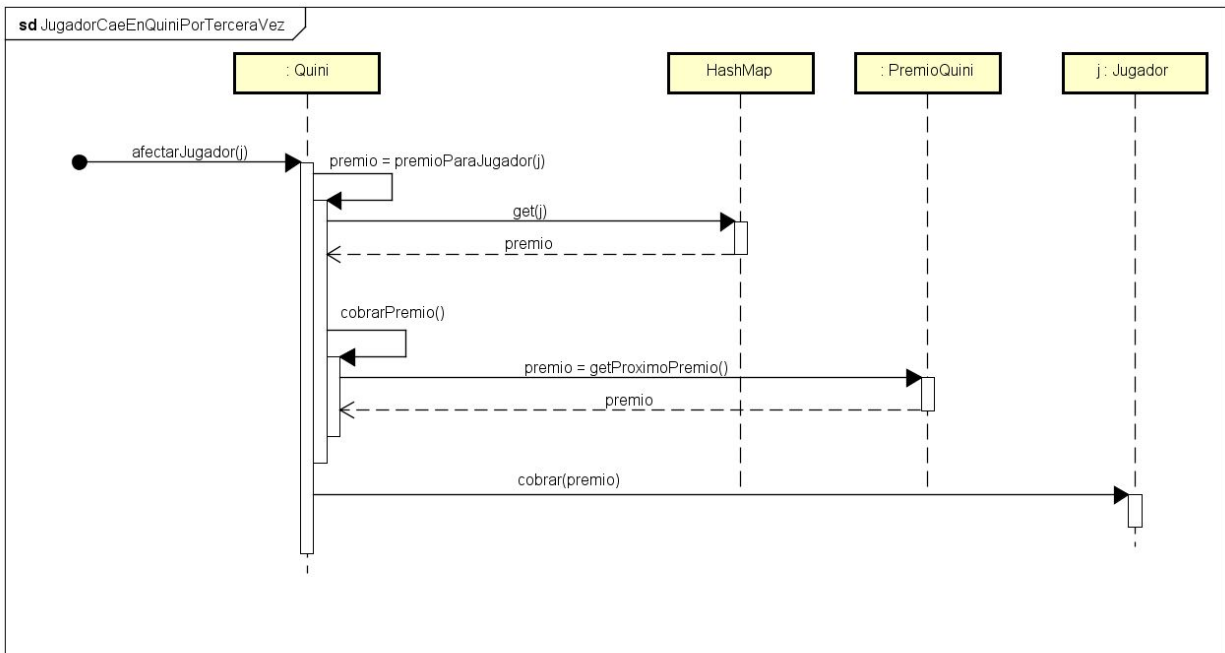 sd JugadorCaeEnQuiniPorTerceraVez
: Quini
HashMap
: PremioQuini
j : Jugador
afectarJugador(j)
premio = premioParaJugador(j)
get(j)
premio
cobrarPremio()
premio = getProximoPremio()
premio
cobrar(premio)